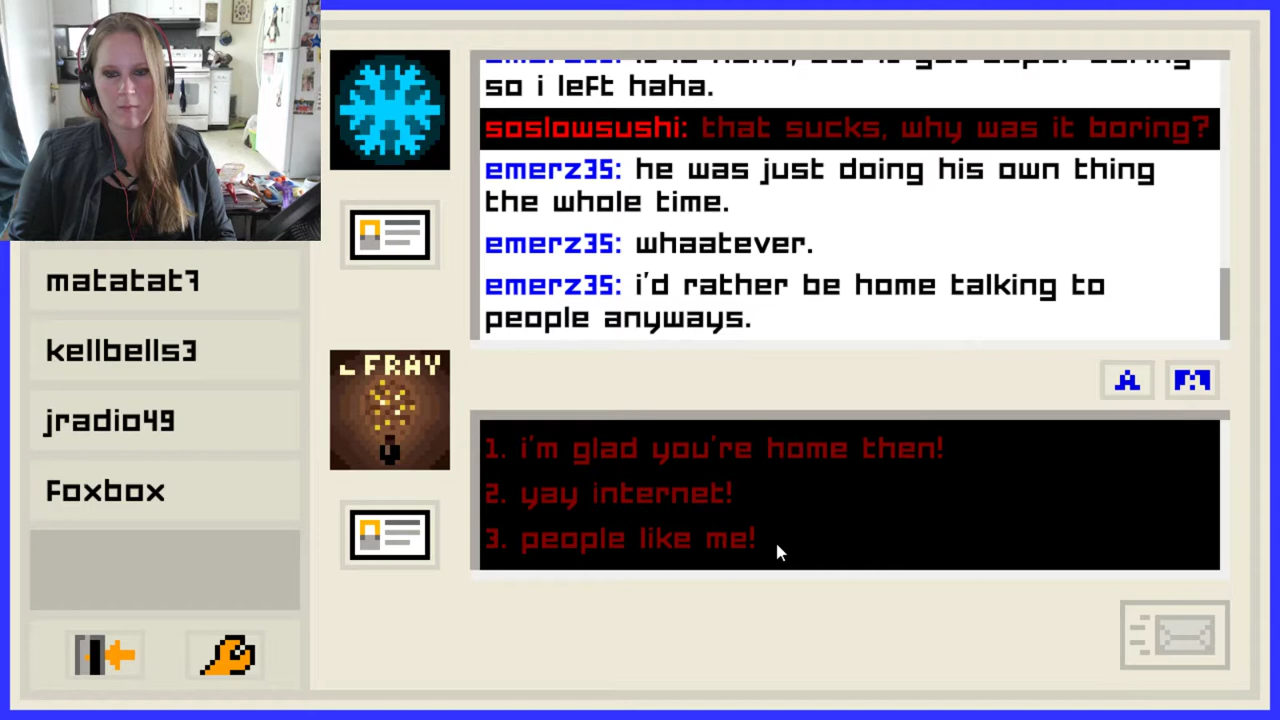 so i left haha.
soslowsushi: that sucks, why was it boring?
emerz35: he was just doing his own thing
the whole time.
emerz35: whaatever.
emerz35: i'd rather be home talking to
people anyways.
matatat7
kellbells3
jradio49
Foxbox
FRAY
A
1. i'm glad you're home then!
2. yay internet!
3. people like me!